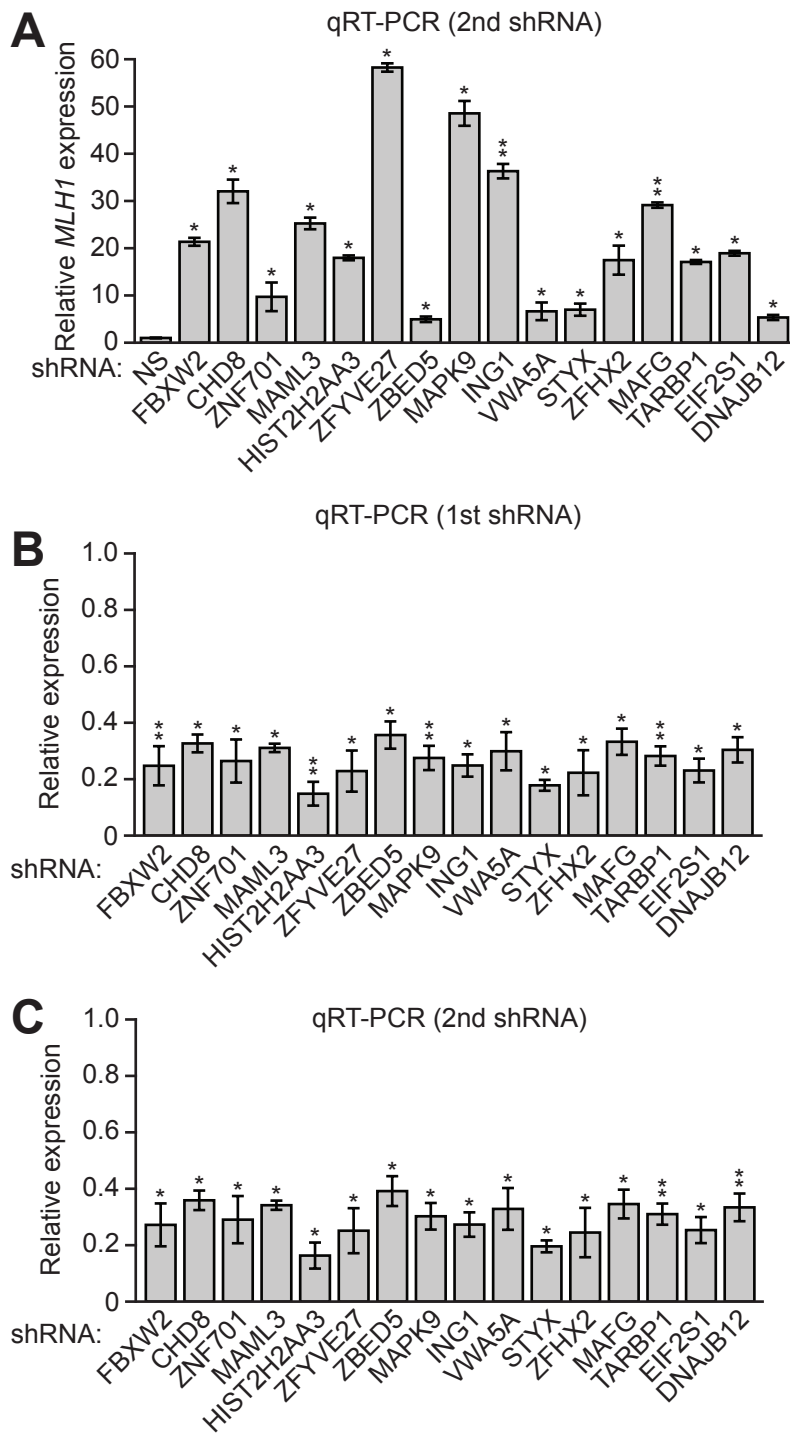 A
qRT-PCR (2nd shRNA)
Relative MLH1 expression
60
50
40
30
20
10
0
* * * * * * * * ** * * * ** * * *
shRNA:
NS
FBXW2
CHD8
ZNF701
MAML3
HIST2H2AA3
ZFYVE27
ZBED5
MAPK9
ING1
VWA5A
STYX
ZFHX2
MAFG
TARBP1
EIF2S1
DNAJB12
B
qRT-PCR (1st shRNA)
Relative expression
1.0
0.8
0.6
0.4
0.2
0
** * * * ** * * ** * * * * * ** * *
shRNA:
FBXW2
CHD8
ZNF701
MAML3
HIST2H2AA3
ZFYVE27
ZBED5
MAPK9
ING1
VWA5A
STYX
ZFHX2
MAFG
TARBP1
EIF2S1
DNAJB12
C
qRT-PCR (2nd shRNA)
Relative expression
1.0
0.8
0.6
0.4
0.2
0
* * * * * * * * * * * * * ** * **
shRNA:
FBXW2
CHD8
ZNF701
MAML3
HIST2H2AA3
ZFYVE27
ZBED5
MAPK9
ING1
VWA5A
STYX
ZFHX2
MAFG
TARBP1
EIF2S1
DNAJB12